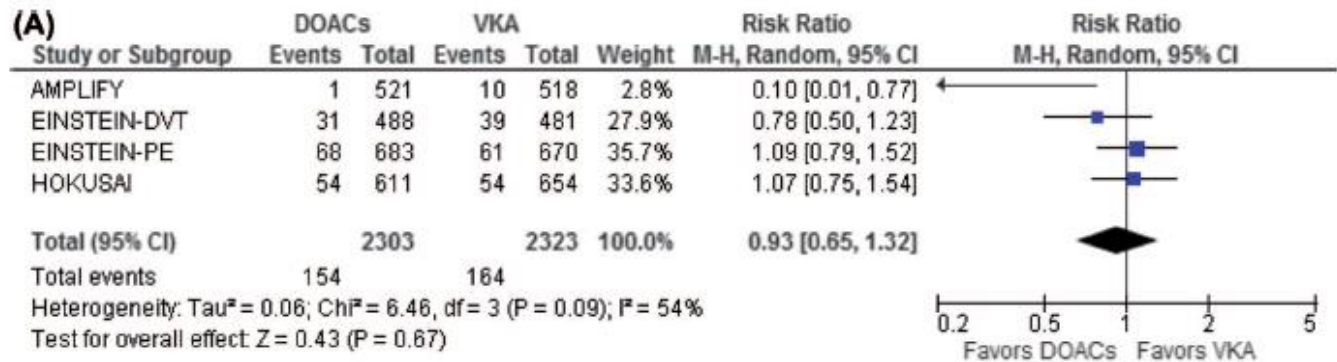 (A) DOACs VKA Risk Ratio Risk Ratio
Study or Subgroup Events Total Events Total Weight M-H, Random, 95% CI M-H, Random, 95% CI
AMPLIFY 1 521 10 518 2.8% 0.10 [0.01, 0.77]
EINSTEIN-DVT 31 488 39 481 27.9% 0.78 [0.50, 1.23]
EINSTEIN-PE 68 683 61 670 35.7% 1.09 [0.79, 1.52]
HOKUSAI 54 611 54 654 33.6% 1.07 [0.75, 1.54]
Total (95% CI) 2303 2323 100.0% 0.93 [0.65, 1.32]
Total events 154 164
Heterogeneity: Tau² = 0.06; Chi² = 6.46, df = 3 (P = 0.09); I² = 54%
Test for overall effect: Z = 0.43 (P = 0.67)
0.2 0.5 1 2 5
Favors DOACs Favors VKA